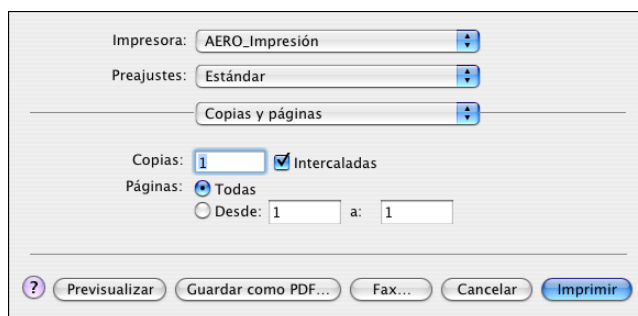 Impresora: AERO_Impresión
Preajustes: Estándar
Copias y páginas
Copias: 1 Intercaladas
Páginas: Todas
Desde: 1 a: 1
? Previsualizar Guardar como PDF... Fax... Cancelar Imprimir